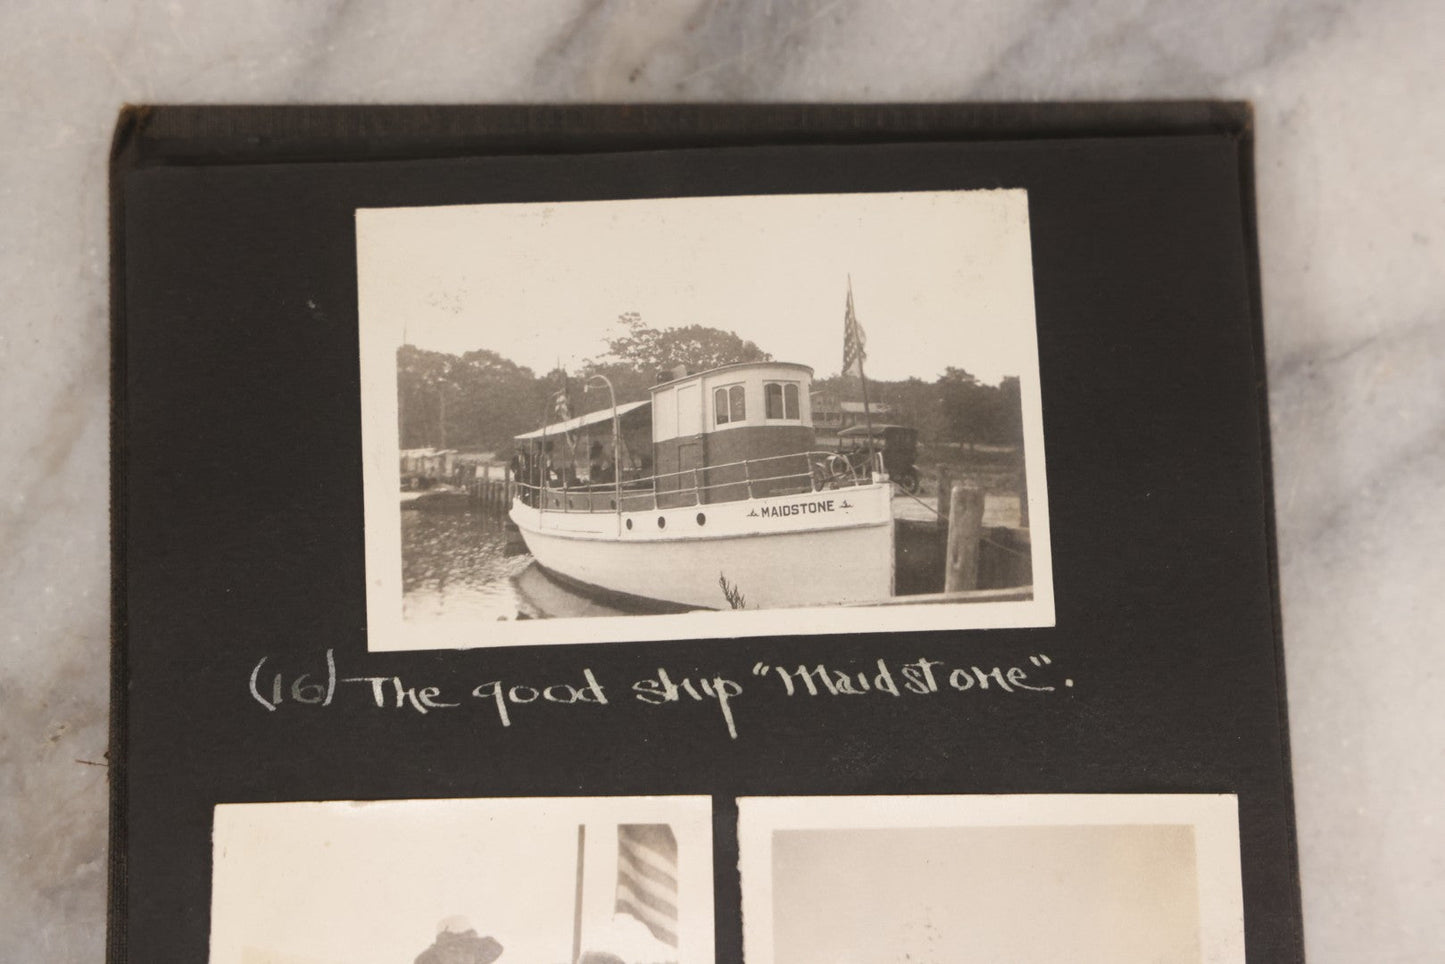 MAIDSTONE
(16) The good ship "Maidstone".